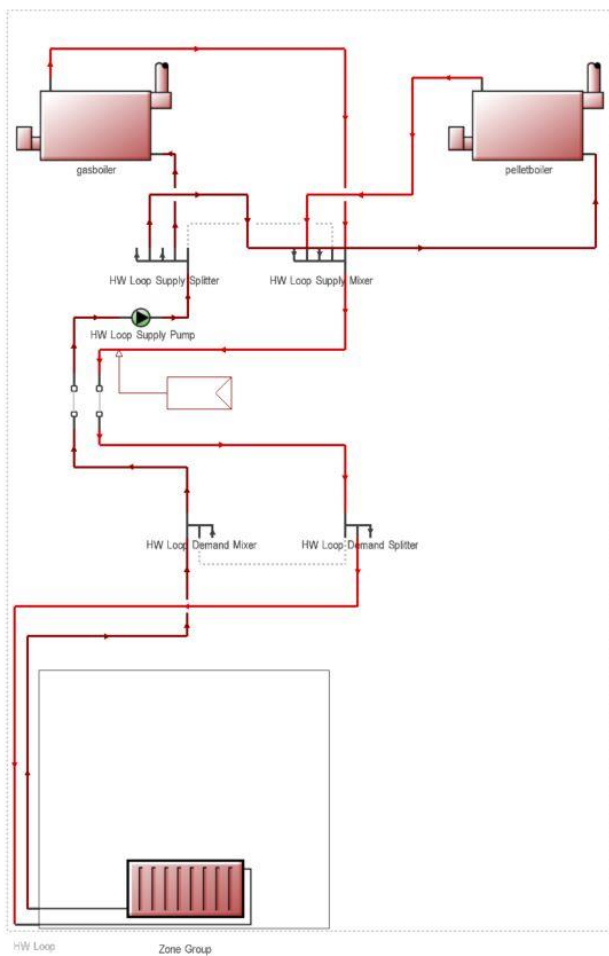 gasboiler
pelletboiler
HW Loop Supply Splitter
HW Loop Supply Mixer
HW Loop Supply Pump
HW Loop Demand Mixer
HW Loop Demand Splitter
HW Loop
Zone Group